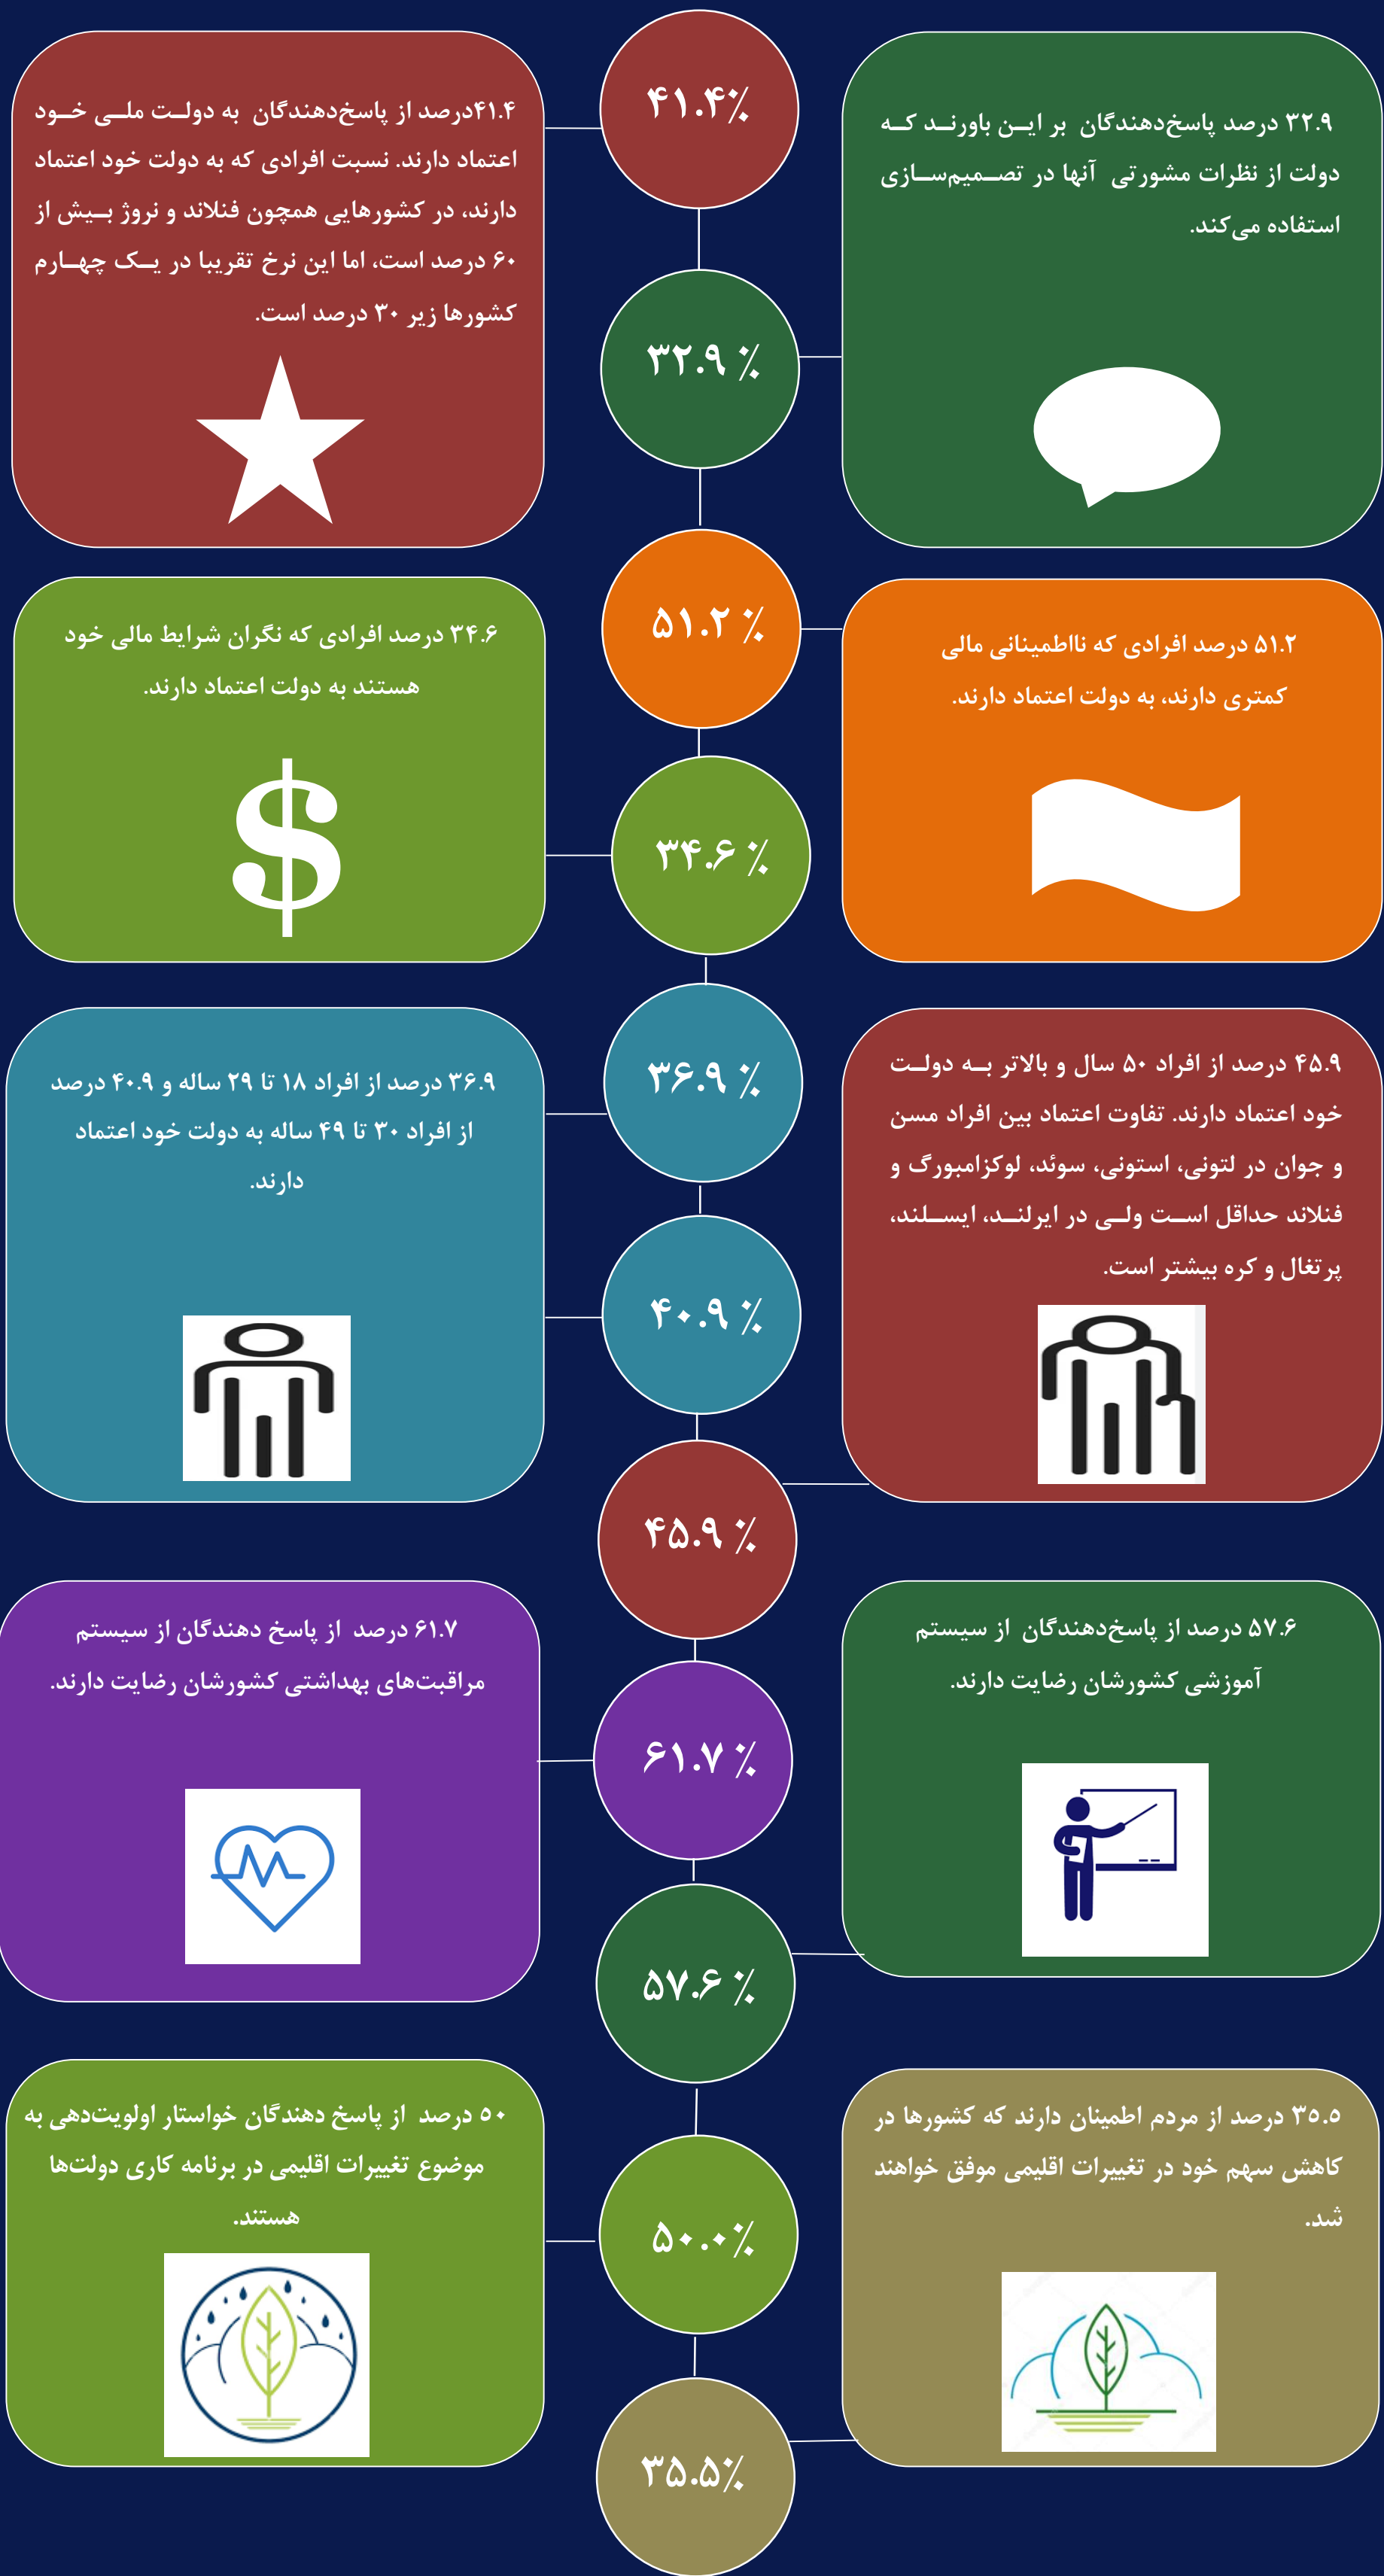 ۴۱.۴درصد از پاسخ‌دهندگان به دولت ملی خود
اعتماد دارند. نسبت افرادی که به دولت خود اعتماد
دارند، در کشورهایی همچون فنلاند و نروژ بیش از
۶۰ درصد است، اما این نرخ تقریبا در یک چهارم
کشورها زیر ۳۰ درصد است.
۴۱.۴٪
۳۲.۹ درصد پاسخ‌دهندگان بر این باورند که
دولت از نظرات مشورتی آنها در تصمیم‌سازی
استفاده می‌کند.
۳۲.۹ ٪
۵۱.۲ درصد افرادی که نااطمینانی مالی
کمتری دارند، به دولت اعتماد دارند.
۵۱.۲ ٪
۳۴.۶ درصد افرادی که نگران شرایط مالی خود
هستند به دولت اعتماد دارند.
$
۳۴.۶ ٪
۳۶.۹ درصد از افراد ۱۸ تا ۲۹ ساله و ۴۰.۹ درصد
از افراد ۳۰ تا ۴۹ ساله به دولت خود اعتماد
دارند.
۳۶.۹ ٪
۴۰.۹ ٪
۴۵.۹ درصد از افراد ۵۰ سال و بالاتر به دولت
خود اعتماد دارند. تفاوت اعتماد بین افراد مسن
و جوان در لتونی، استونی، سوئد، لوکزامبورگ و
فنلاند حداقل است ولی در ایرلند، ایسلند،
پرتغال و کره بیشتر است.
۴۵.۹ ٪
۶۱.۷ درصد از پاسخ دهندگان از سیستم
مراقبت‌های بهداشتی کشورشان رضایت دارند.
۶۱.۷ ٪
۵۷.۶ درصد از پاسخ‌دهندگان از سیستم
آموزشی کشورشان رضایت دارند.
۵۷.۶ ٪
۵۰ درصد از پاسخ دهندگان خواستار اولویت‌دهی به
موضوع تغییرات اقلیمی در برنامه کاری دولت‌ها
هستند.
۵۰.۰٪
۳۵.۵ درصد از مردم اطمینان دارند که کشورها در
کاهش سهم خود در تغییرات اقلیمی موفق خواهند
شد.
۳۵.۵٪